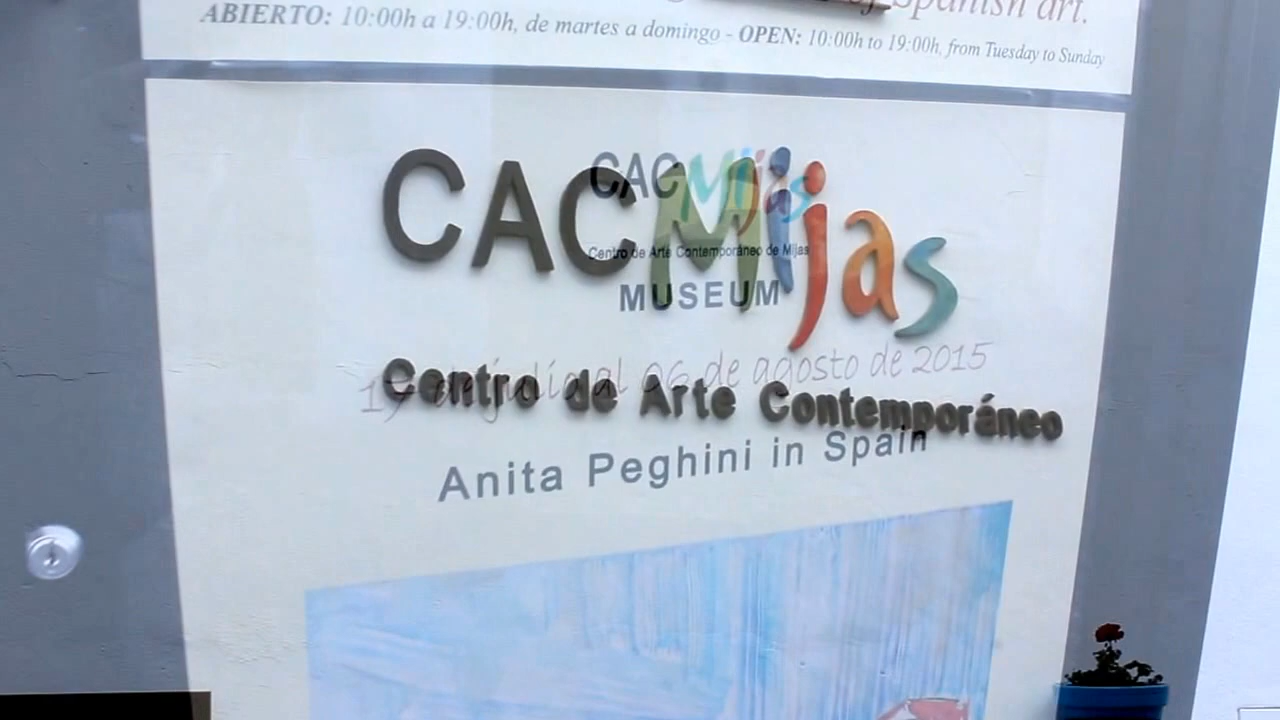 Spanish art.
ABIERTO: 10:00h a 19:00h, de martes a domingo - OPEN: 10:00h to 19:00h, from Tuesday to Sunday
CACMijas
CACMijas
Centro de Arte Contemporáneo de Mijas
MUSEUM
de julio al 06 de agosto de 2015
Centro de Arte Contemporáneo
Anita Peghini in Spain